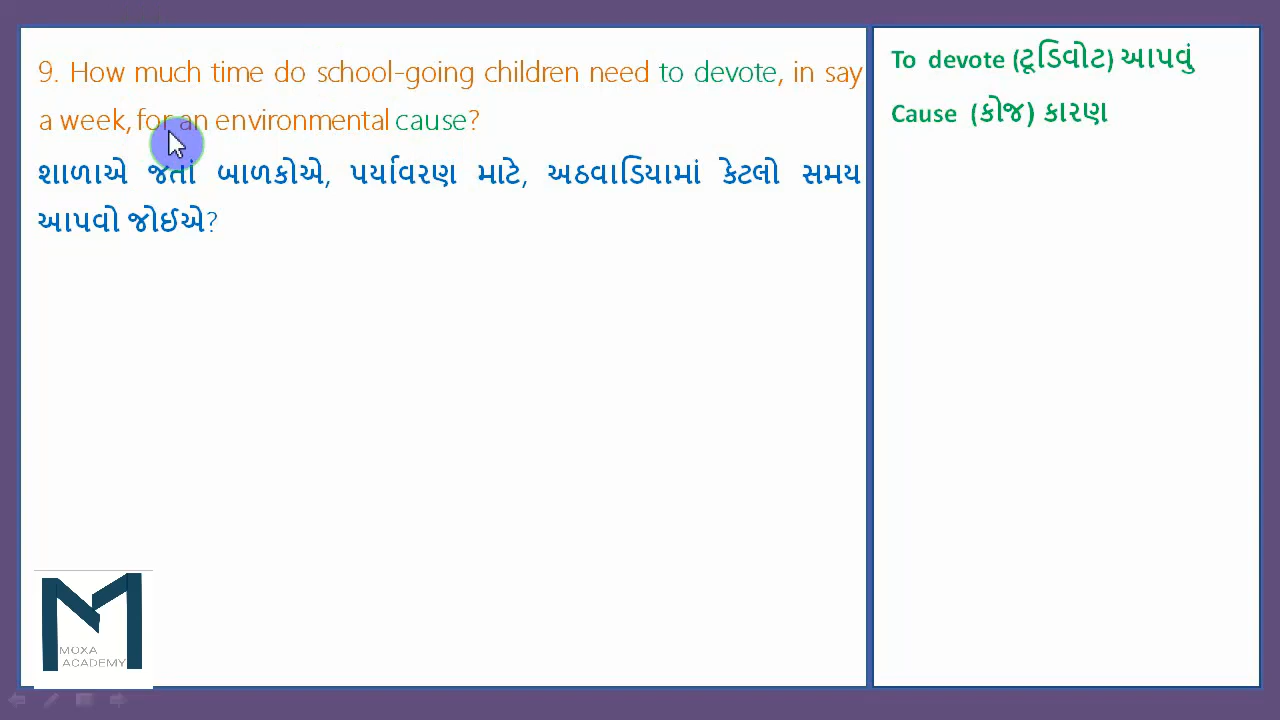 9. How much time do school-going children need to devote, in say
a week, for an environmental cause?
શાળાએ જતાં બાળકોએ, પર્યાવરણ માટે, અઠવાડિયામાં કેટલો સમય
આપવો જોઈએ?
To devote (ટૂડિવોટ) આપવું
Cause (કોજ) કારણ
MOXA
ACADEMY